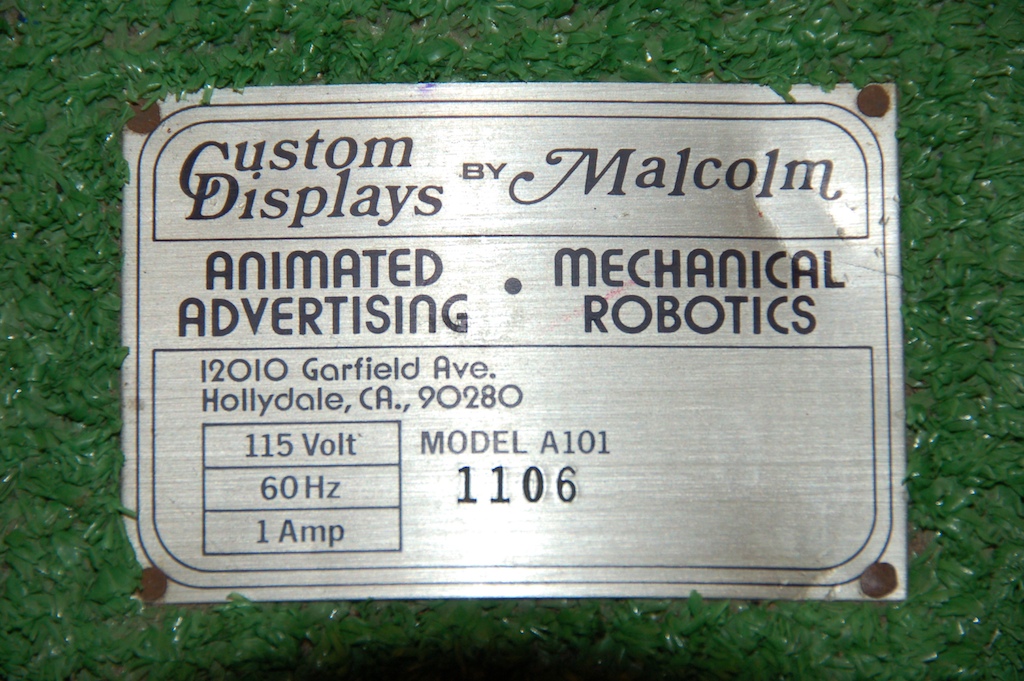 Custom Displays BY Malcolm
ANIMATED ADVERTISING • MECHANICAL ROBOTICS
12010 Garfield Ave.
Hollydale, CA., 90280
115 Volt
60 Hz
1 Amp
MODEL A101
1106